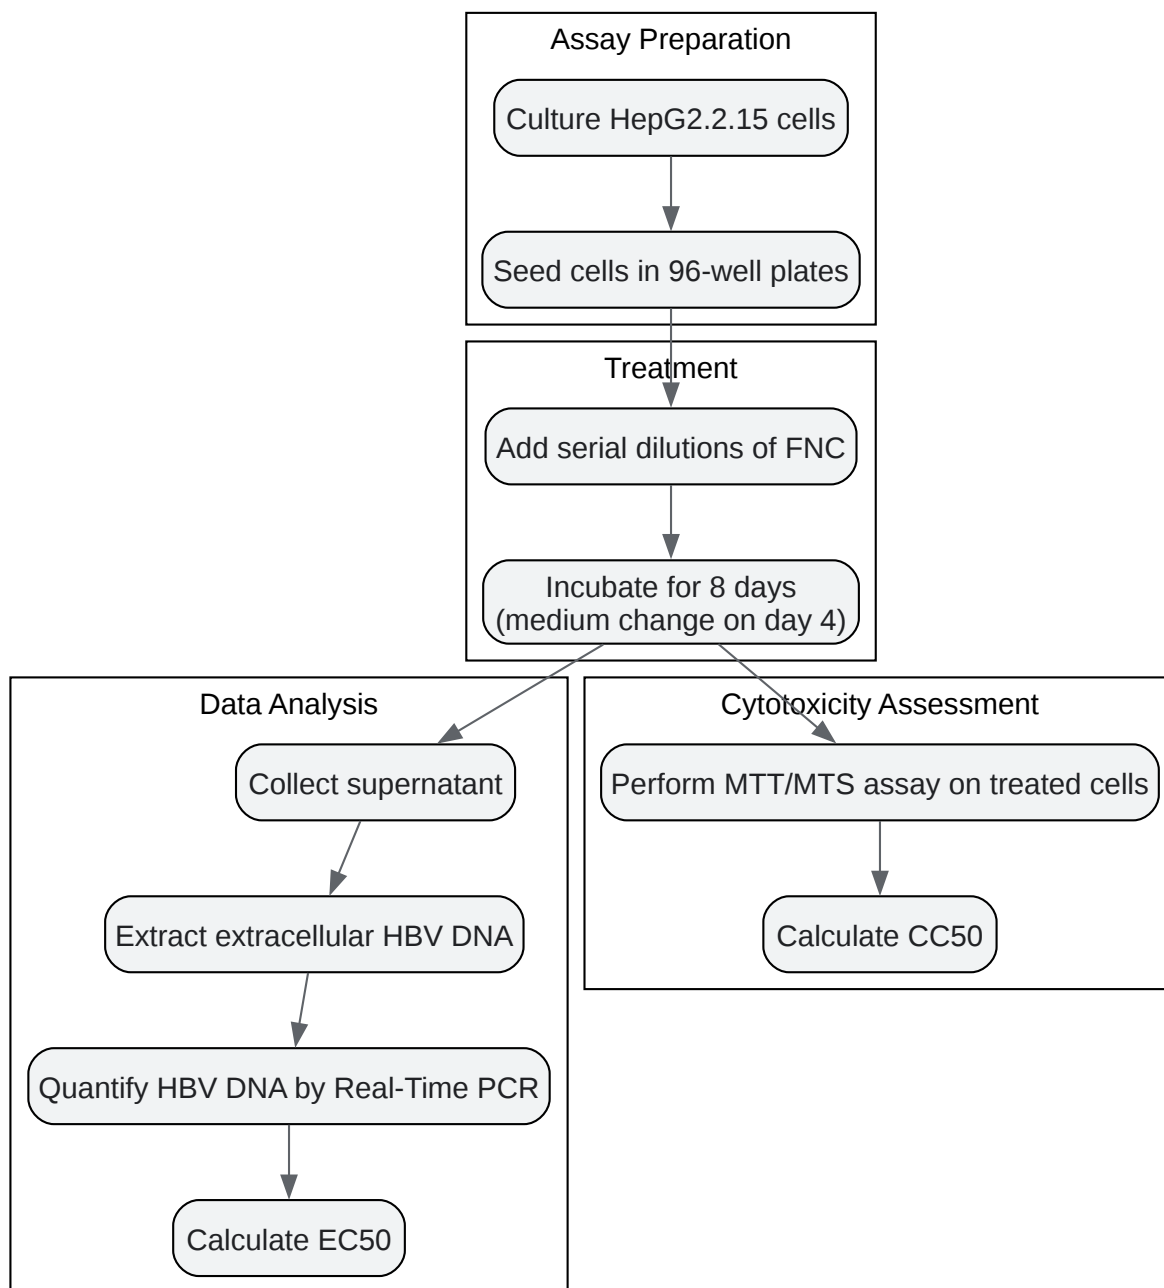 Assay Preparation
Culture HepG2.2.15 cells
Seed cells in 96-well plates
Treatment
Add serial dilutions of FNC
Incubate for 8 days
(medium change on day 4)
Data Analysis
Collect supernatant
Extract extracellular HBV DNA
Quantify HBV DNA by Real-Time PCR
Calculate EC50
Cytotoxicity Assessment
Perform MTT/MTS assay on treated cells
Calculate CC50